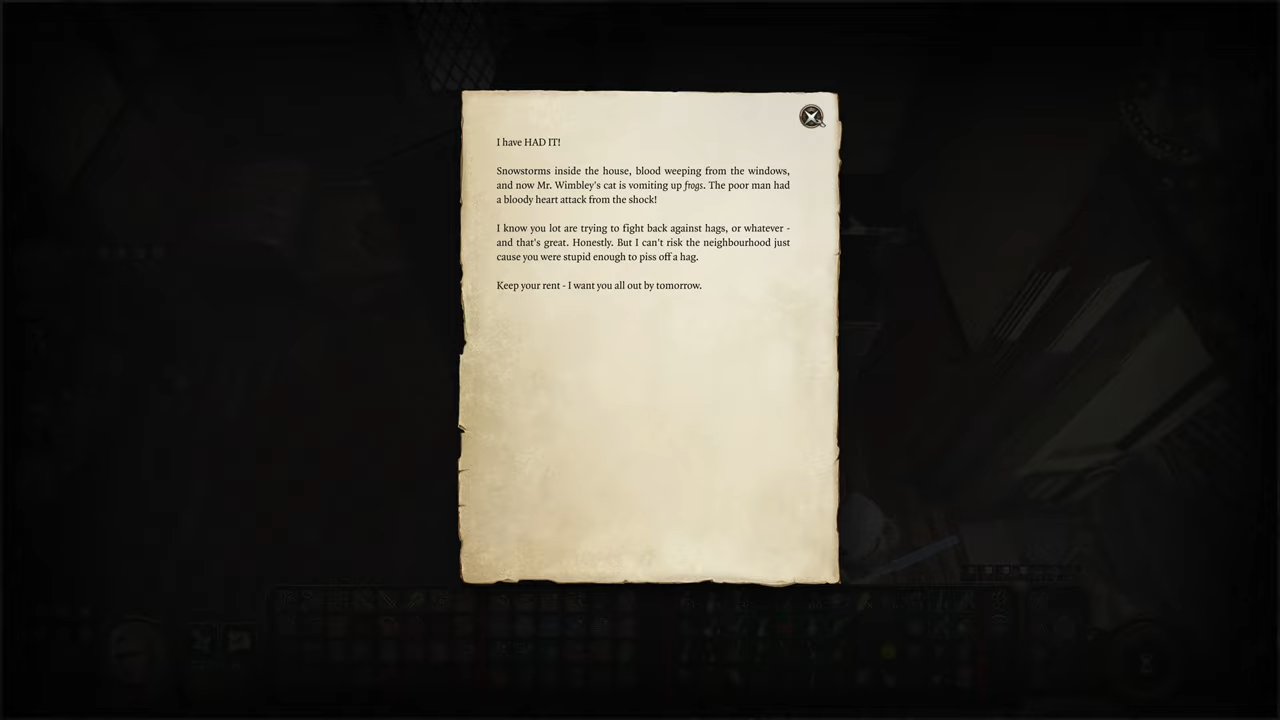 I have HAD IT!
Snowstorms inside the house, blood weeping from the windows,
and now Mr. Wimbley's cat is vomiting up frogs. The poor man had
a bloody heart attack from the shock!
I know you lot are trying to fight back against hags, or whatever -
and that's great. Honestly. But I can't risk the neighbourhood just
cause you were stupid enough to piss off a hag.
Keep your rent - I want you all out by tomorrow.